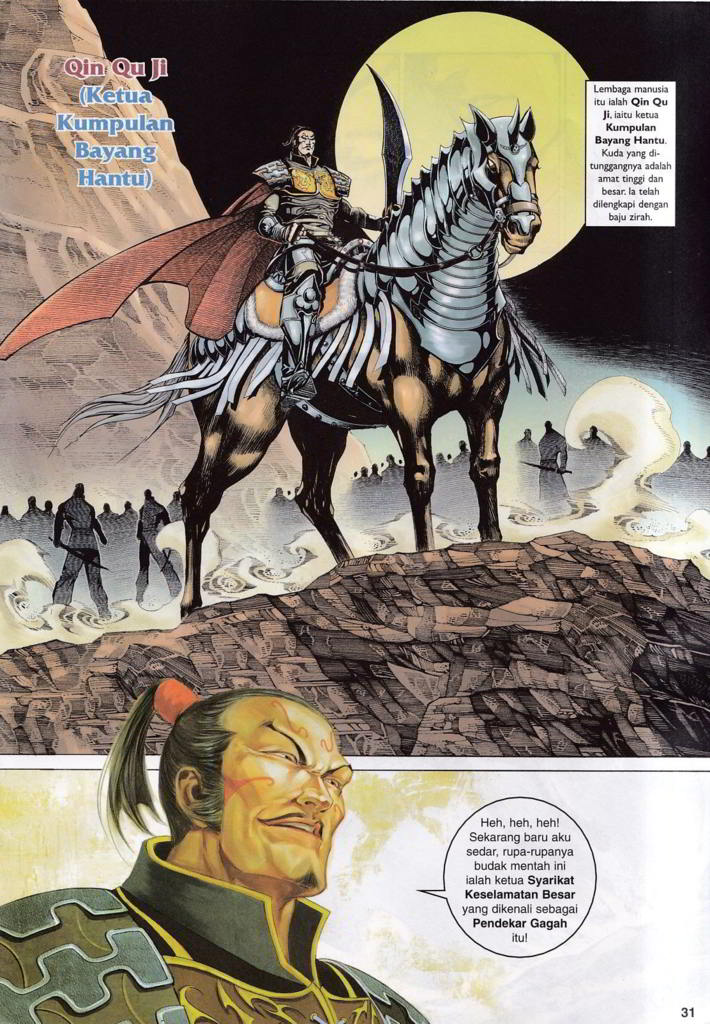 Qin Qu Ji
(Ketua
Kumpulan
Bayang
Hantu)
Lembaga manusia
itu ialah Qin Qu
Ji, iaitu ketua
Kumpulan
Bayang Hantu.
Kuda yang di-
tunggangnya adalah
amat tinggi dan
besar. Ia telah
dilengkapi dengan
baju zirah.
Heh, heh, heh!
Sekarang baru aku
sedar, rupa-rupanya
budak mentah ini
ialah ketua Syarikat
Keselamatan Besar
yang dikenali sebagai
Pendekar Gagah
itu!
31